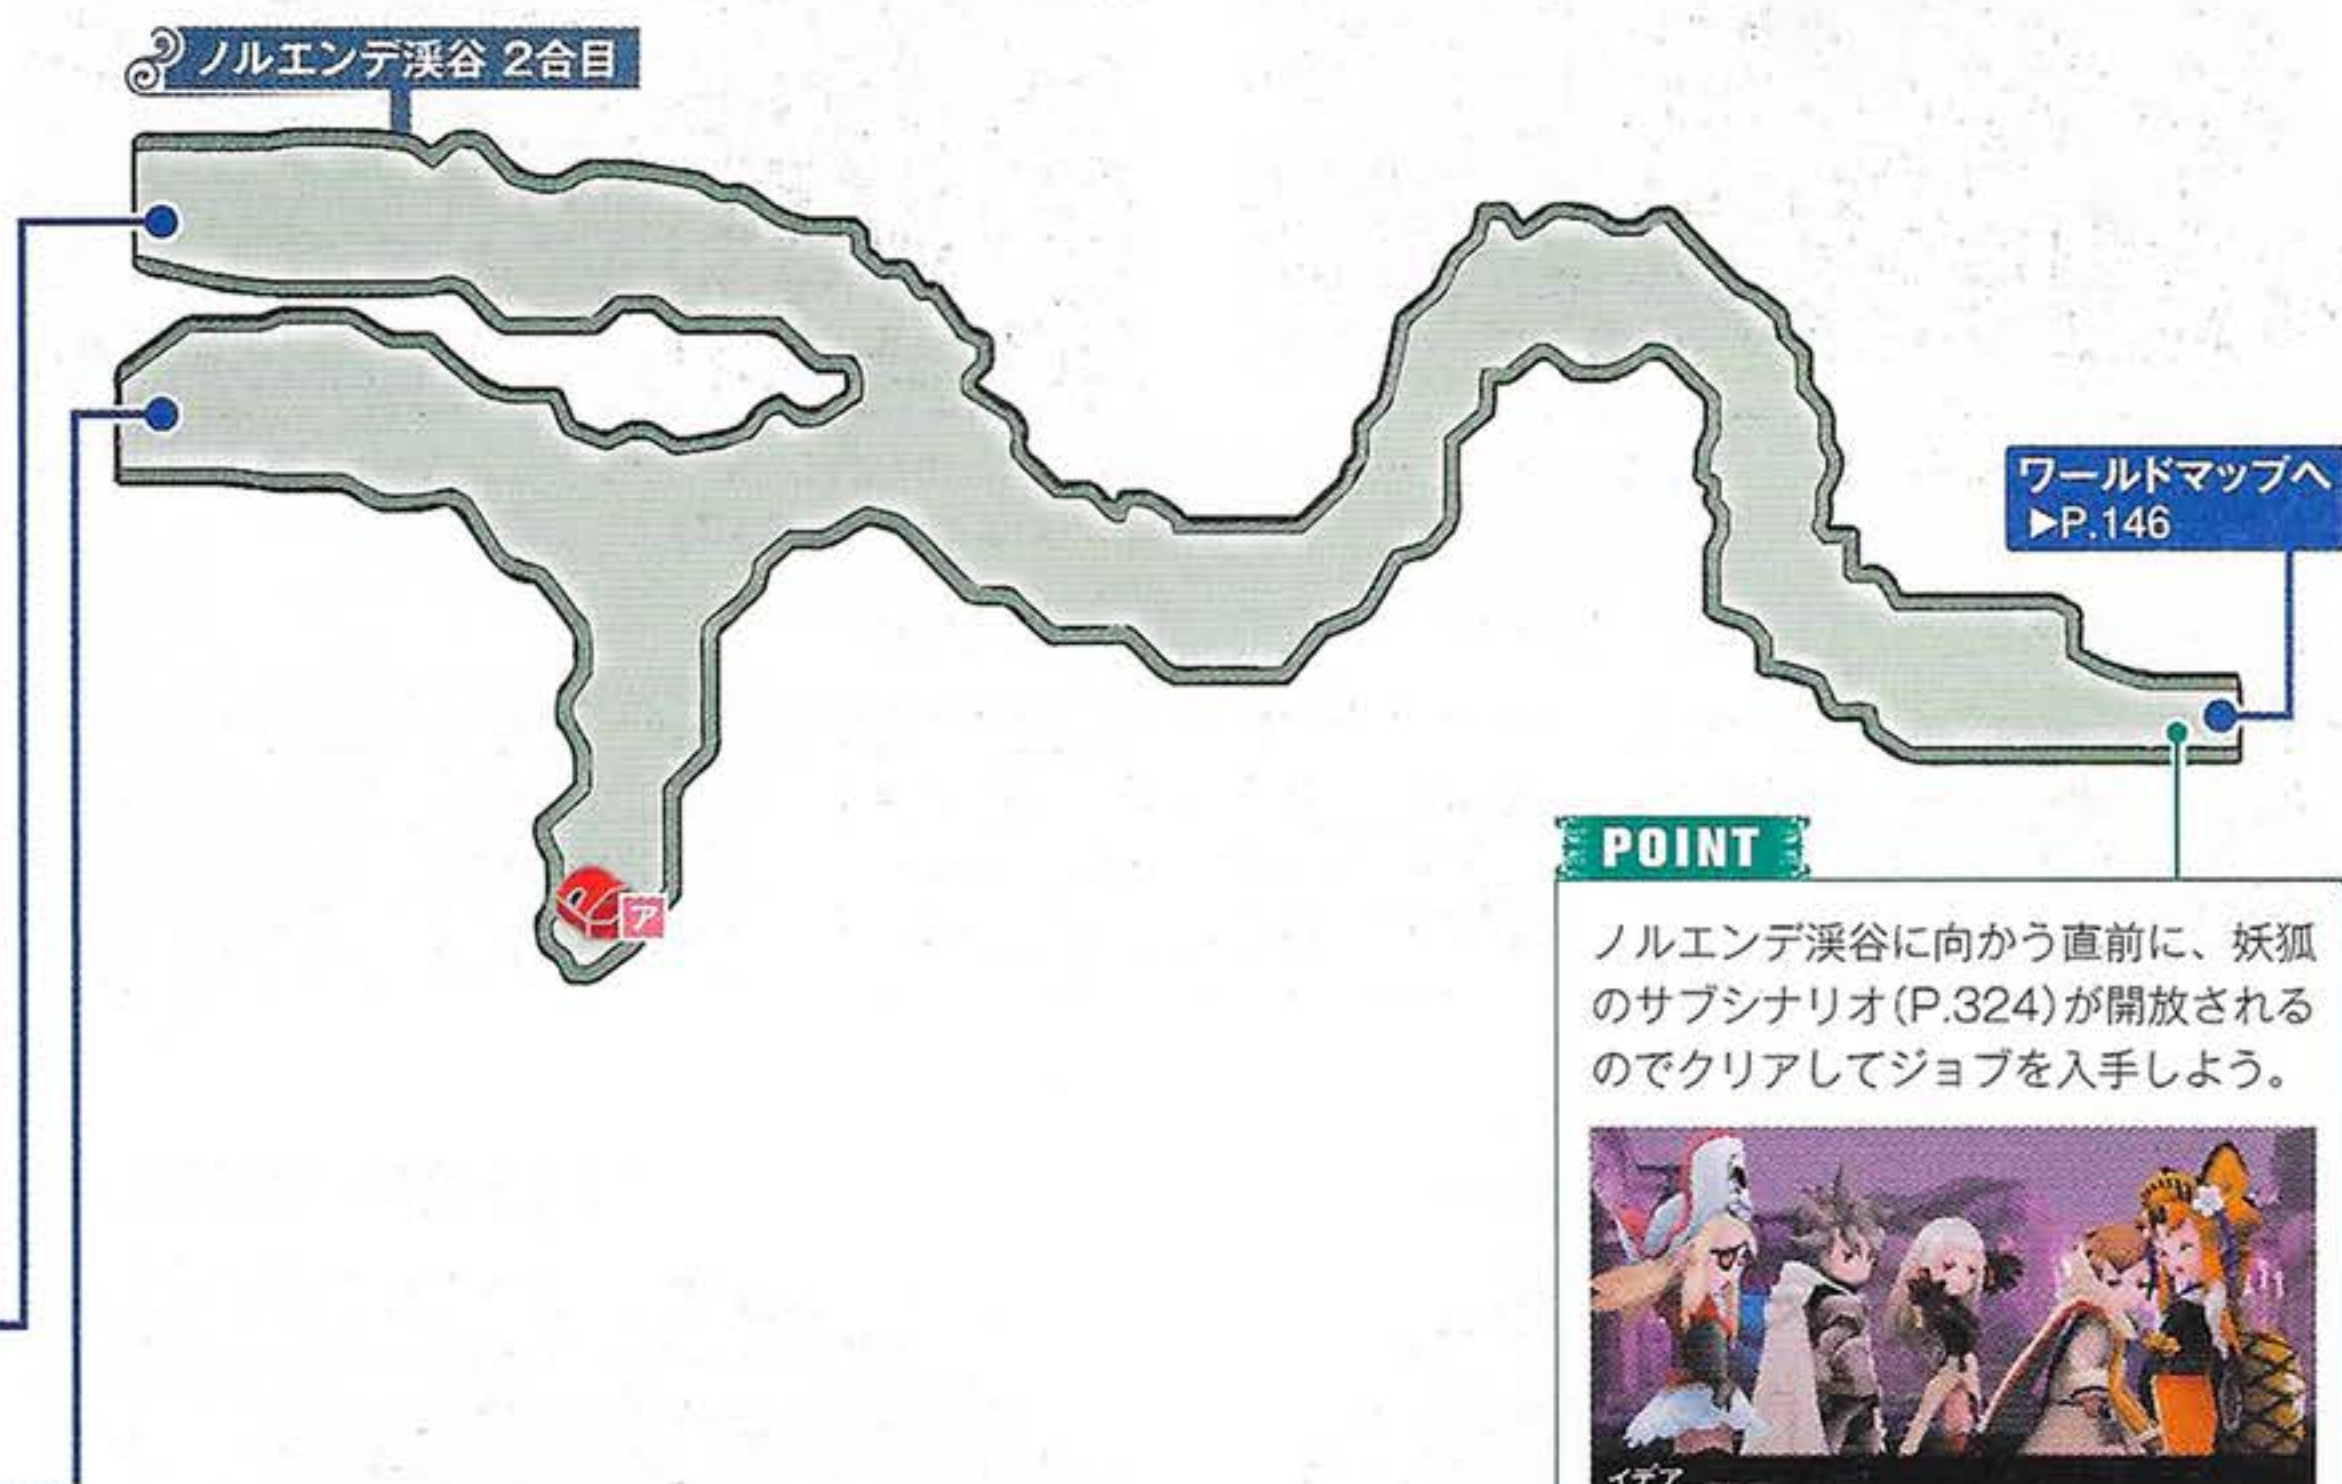 ノルエンデ渓谷 2合目
ワールドマップへ
▶P.146
ア
POINT
ノルエンデ渓谷に向かう直前に、妖狐
のサブシナリオ(P.324)が開放される
のでクリアしてジョブを入手しよう。
イデア